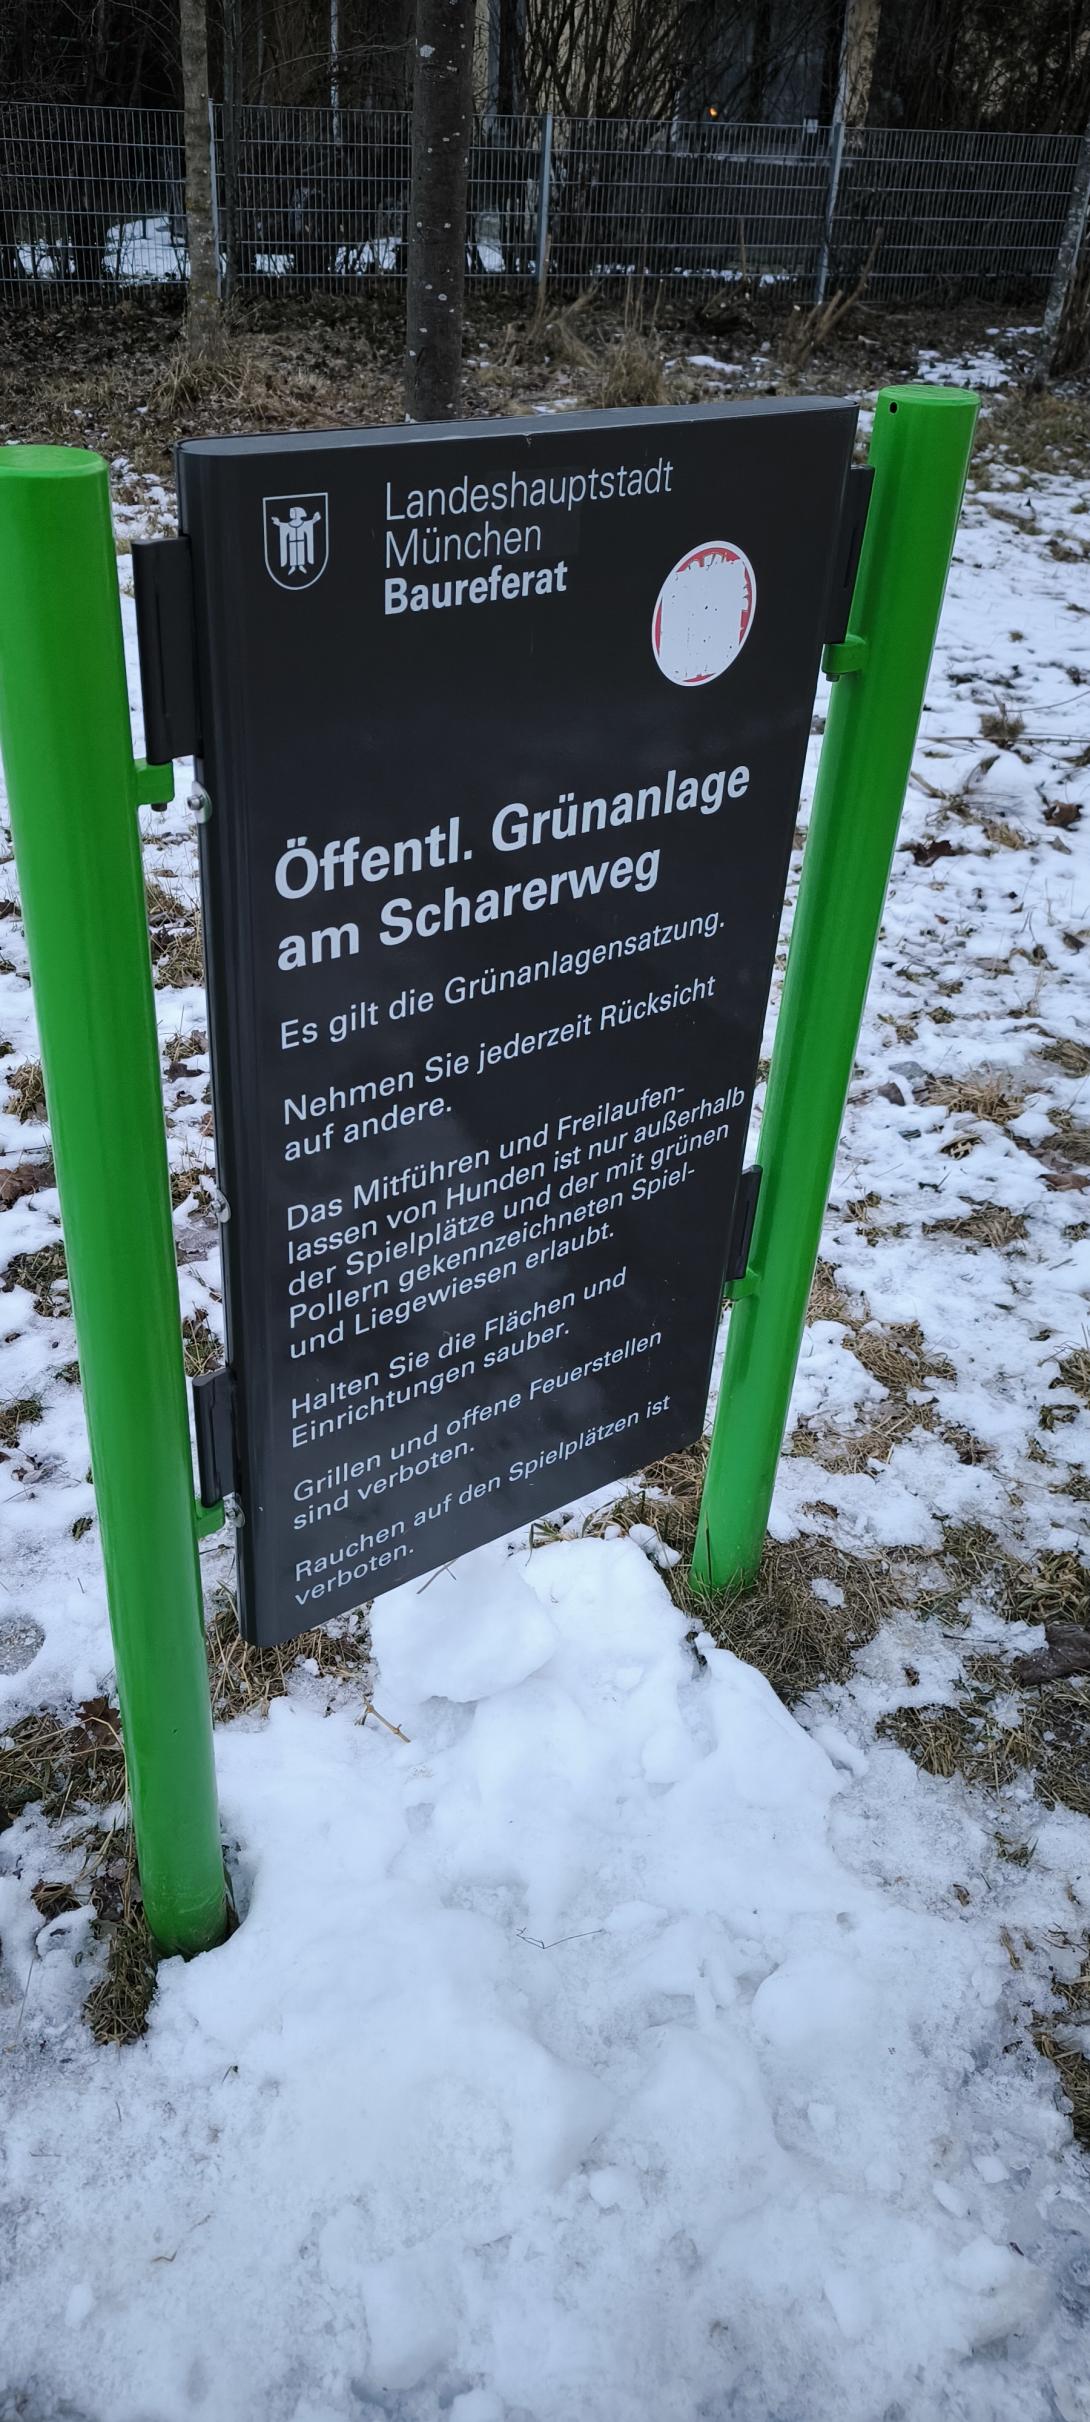 Landeshauptstadt
München
Baureferat
Öffentl. Grünanlage
am Scharerweg
Es gilt die Grünanlagensatzung.
Nehmen Sie jederzeit Rücksicht
auf andere.
Das Mitführen und Freilaufen-
lassen von Hunden ist nur außerhalb
der Spielplätze und der mit grünen
Pollern gekennzeichneten Spiel-
und Liegewiesen erlaubt.
Halten Sie die Flächen und
Einrichtungen sauber.
Grillen und offene Feuerstellen
sind verboten.
Rauchen auf den Spielplätzen ist
verboten.